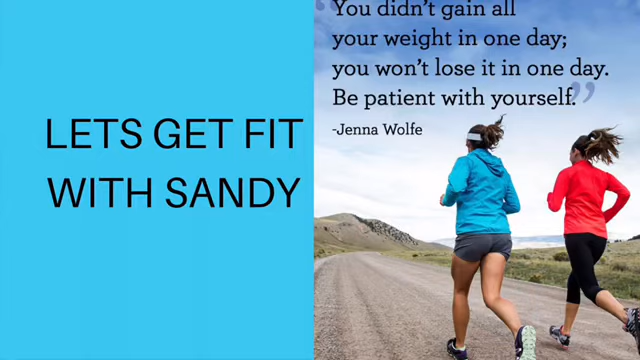 LETS GET FIT
WITH SANDY
“You didn’t gain all
your weight in one day;
you won’t lose it in one day.
Be patient with yourself.”
-Jenna Wolfe